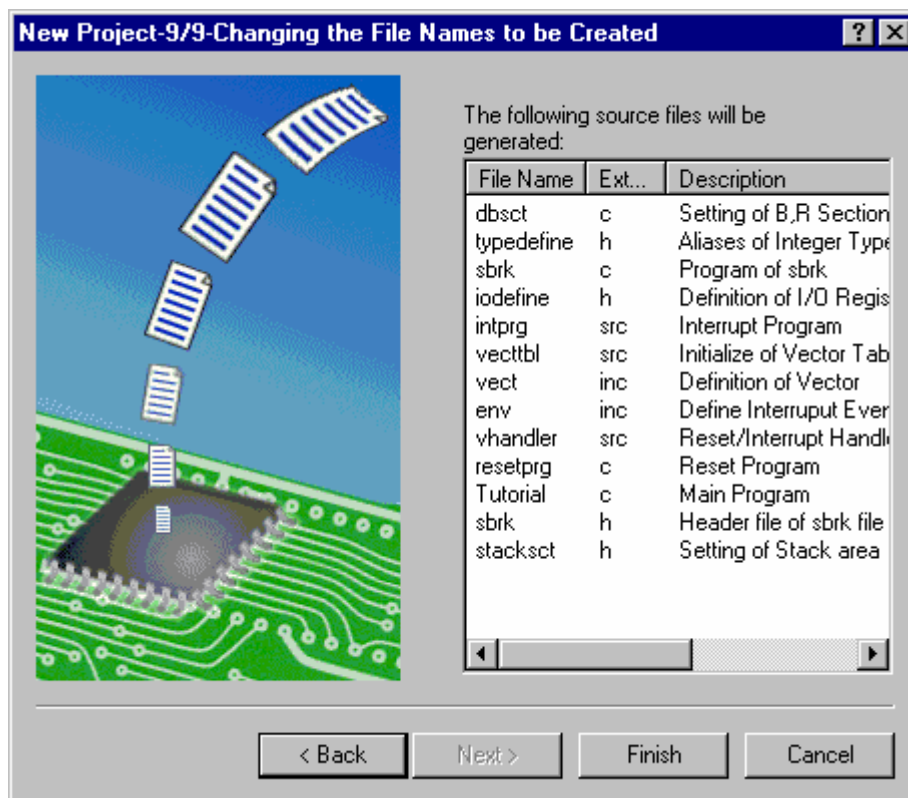 New Project-9/9-Changing the File Names to be Created
The following source files will be
generated:
File Name Ext... Description
dbsct c Setting of B,R Section
typedefine h Aliases of Integer Type
sbrk c Program of sbrk
iodefine h Definition of I/O Regis
intprg src Interrupt Program
vecttbl src Initialize of Vector Tab
vect inc Definition of Vector
env inc Define Interruput Even
vhandler src Reset/Interrupt Handl
resetprg c Reset Program
Tutorial c Main Program
sbrk h Header file of sbrk file
stacksct h Setting of Stack area
< Back Next > Finish Cancel